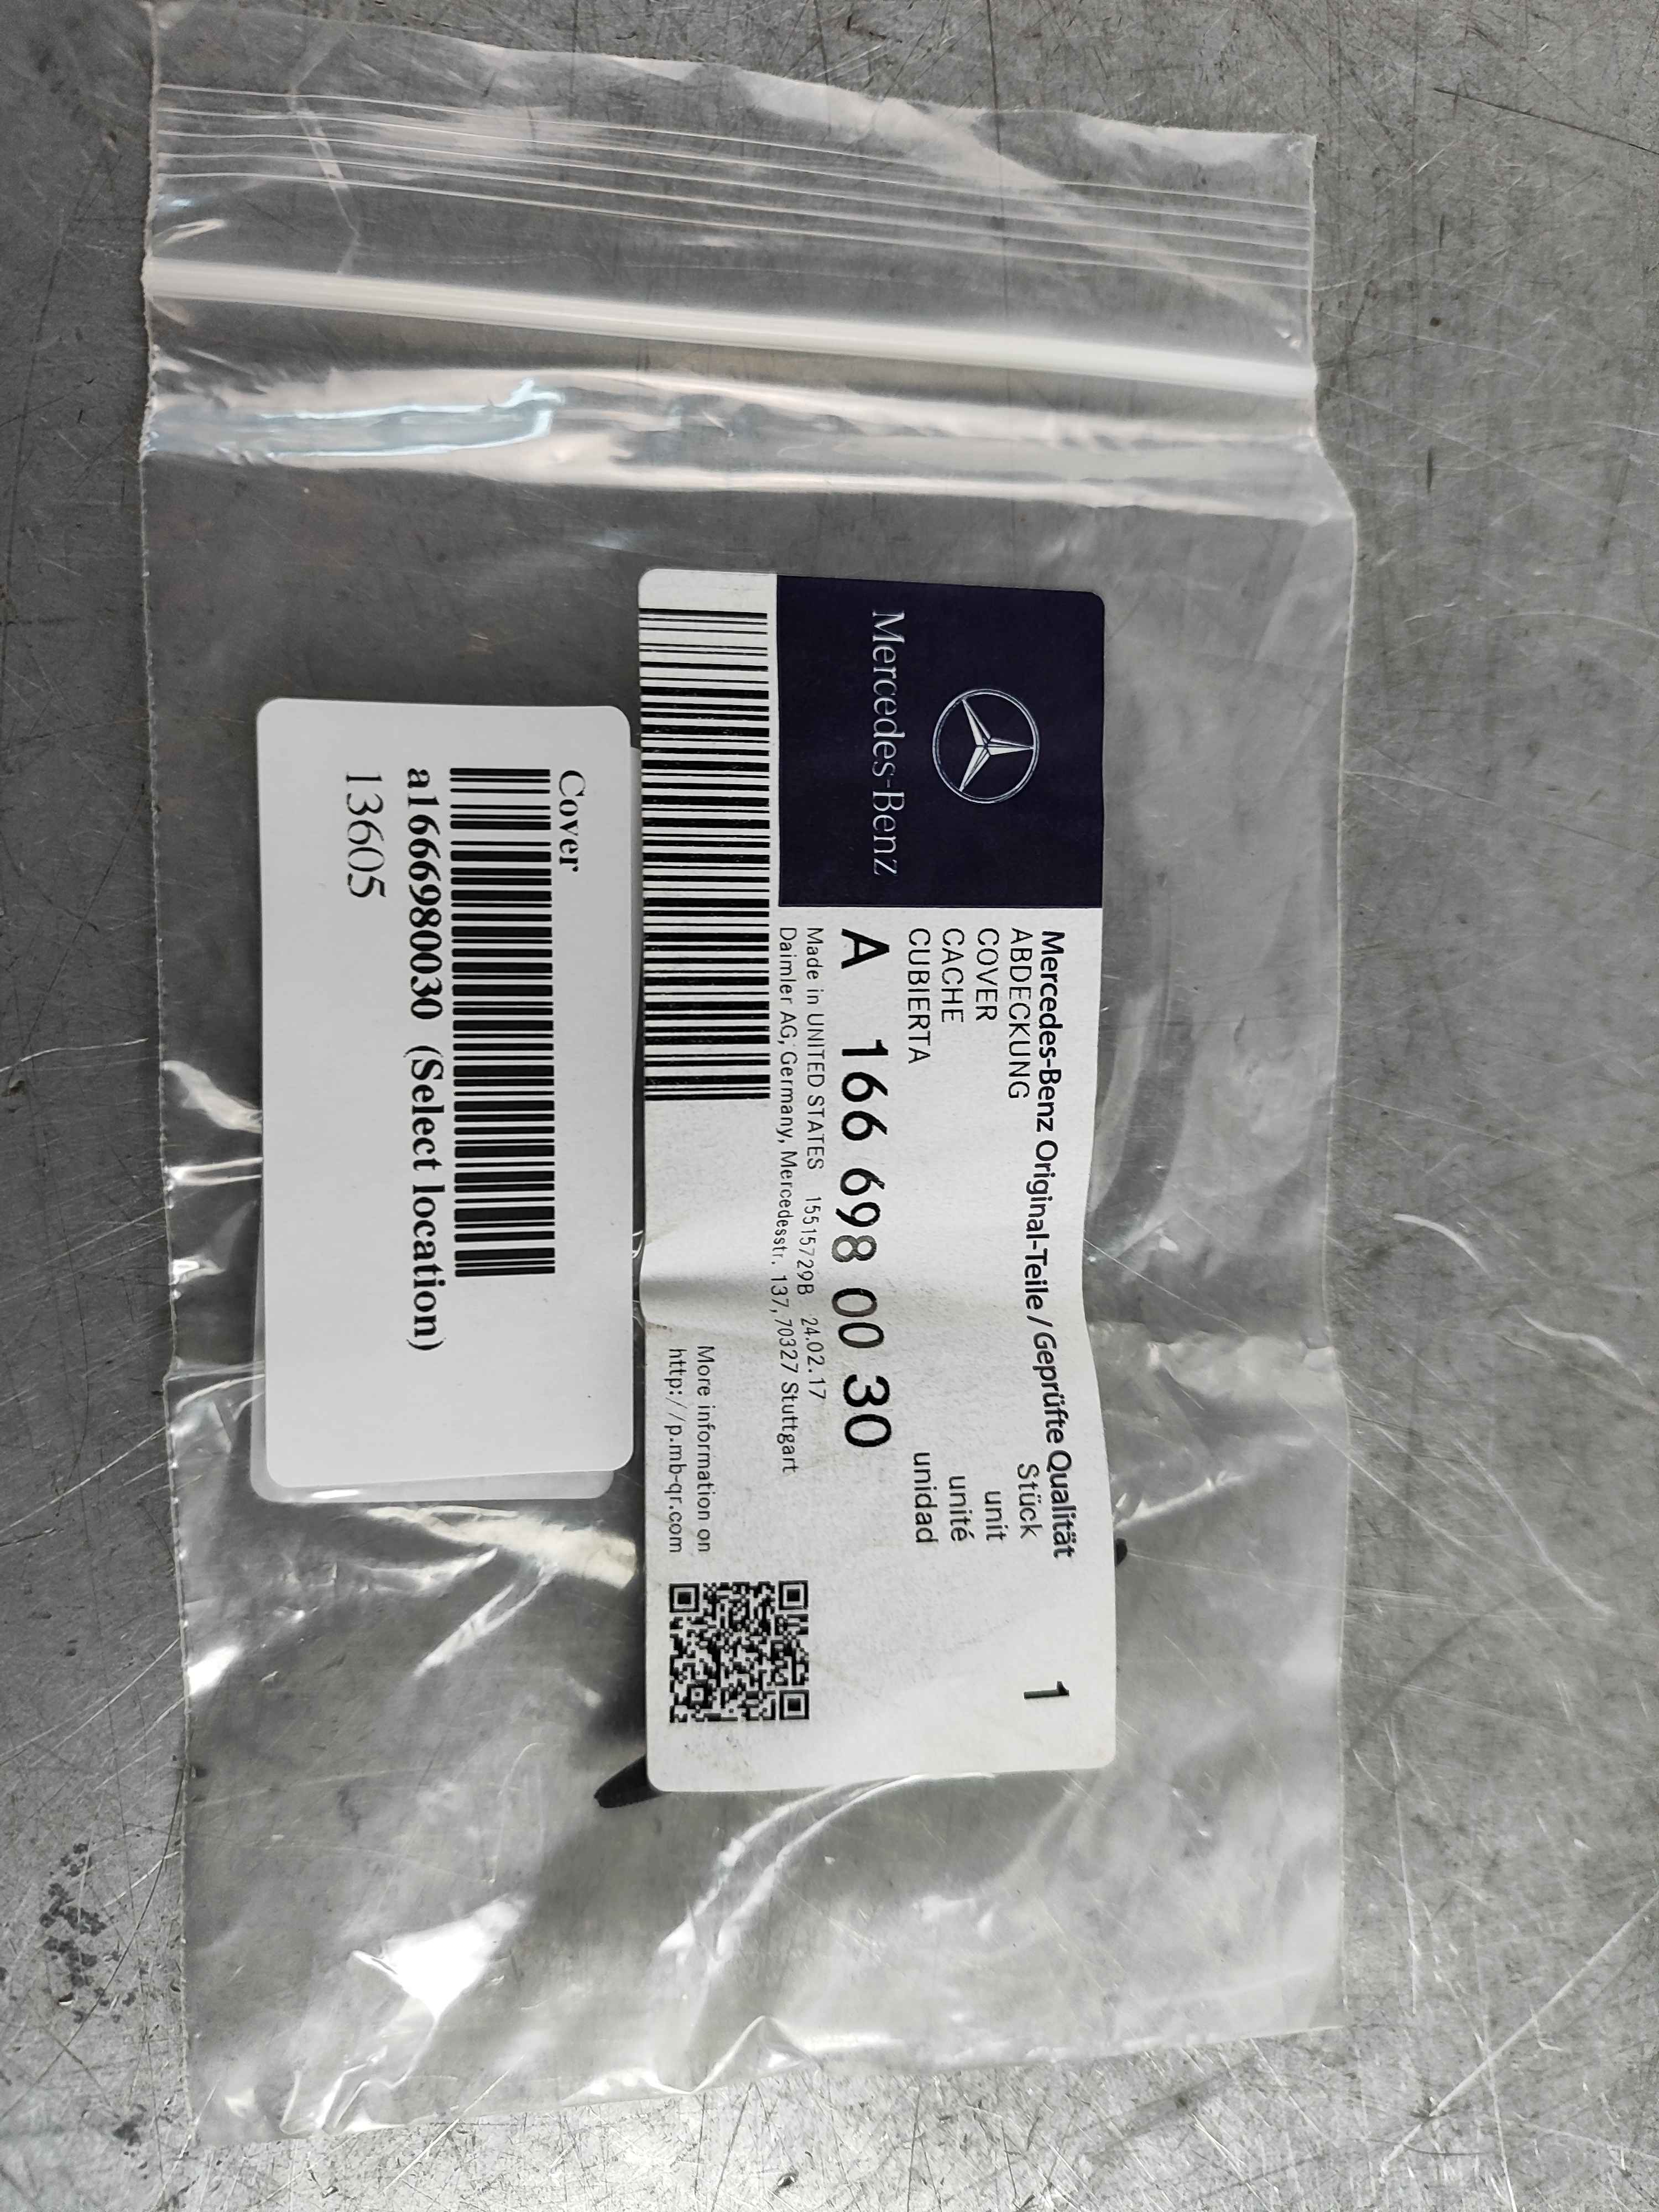 Mercedes-Benz
Mercedes-Benz Original-Teile / Geprüfte Qualität
ABDECKUNG Stück 1
COVER unit
CACHE unité
CUBIERTA unidad
A 166 698 00 30
Made in UNITED STATES 15515729B 24.02.17
Daimler AG, Germany, Mercedesstr. 137, 70327 Stuttgart
More information on
http://p.mb-qr.com
Cover
a1666980030 (Select location)
13605